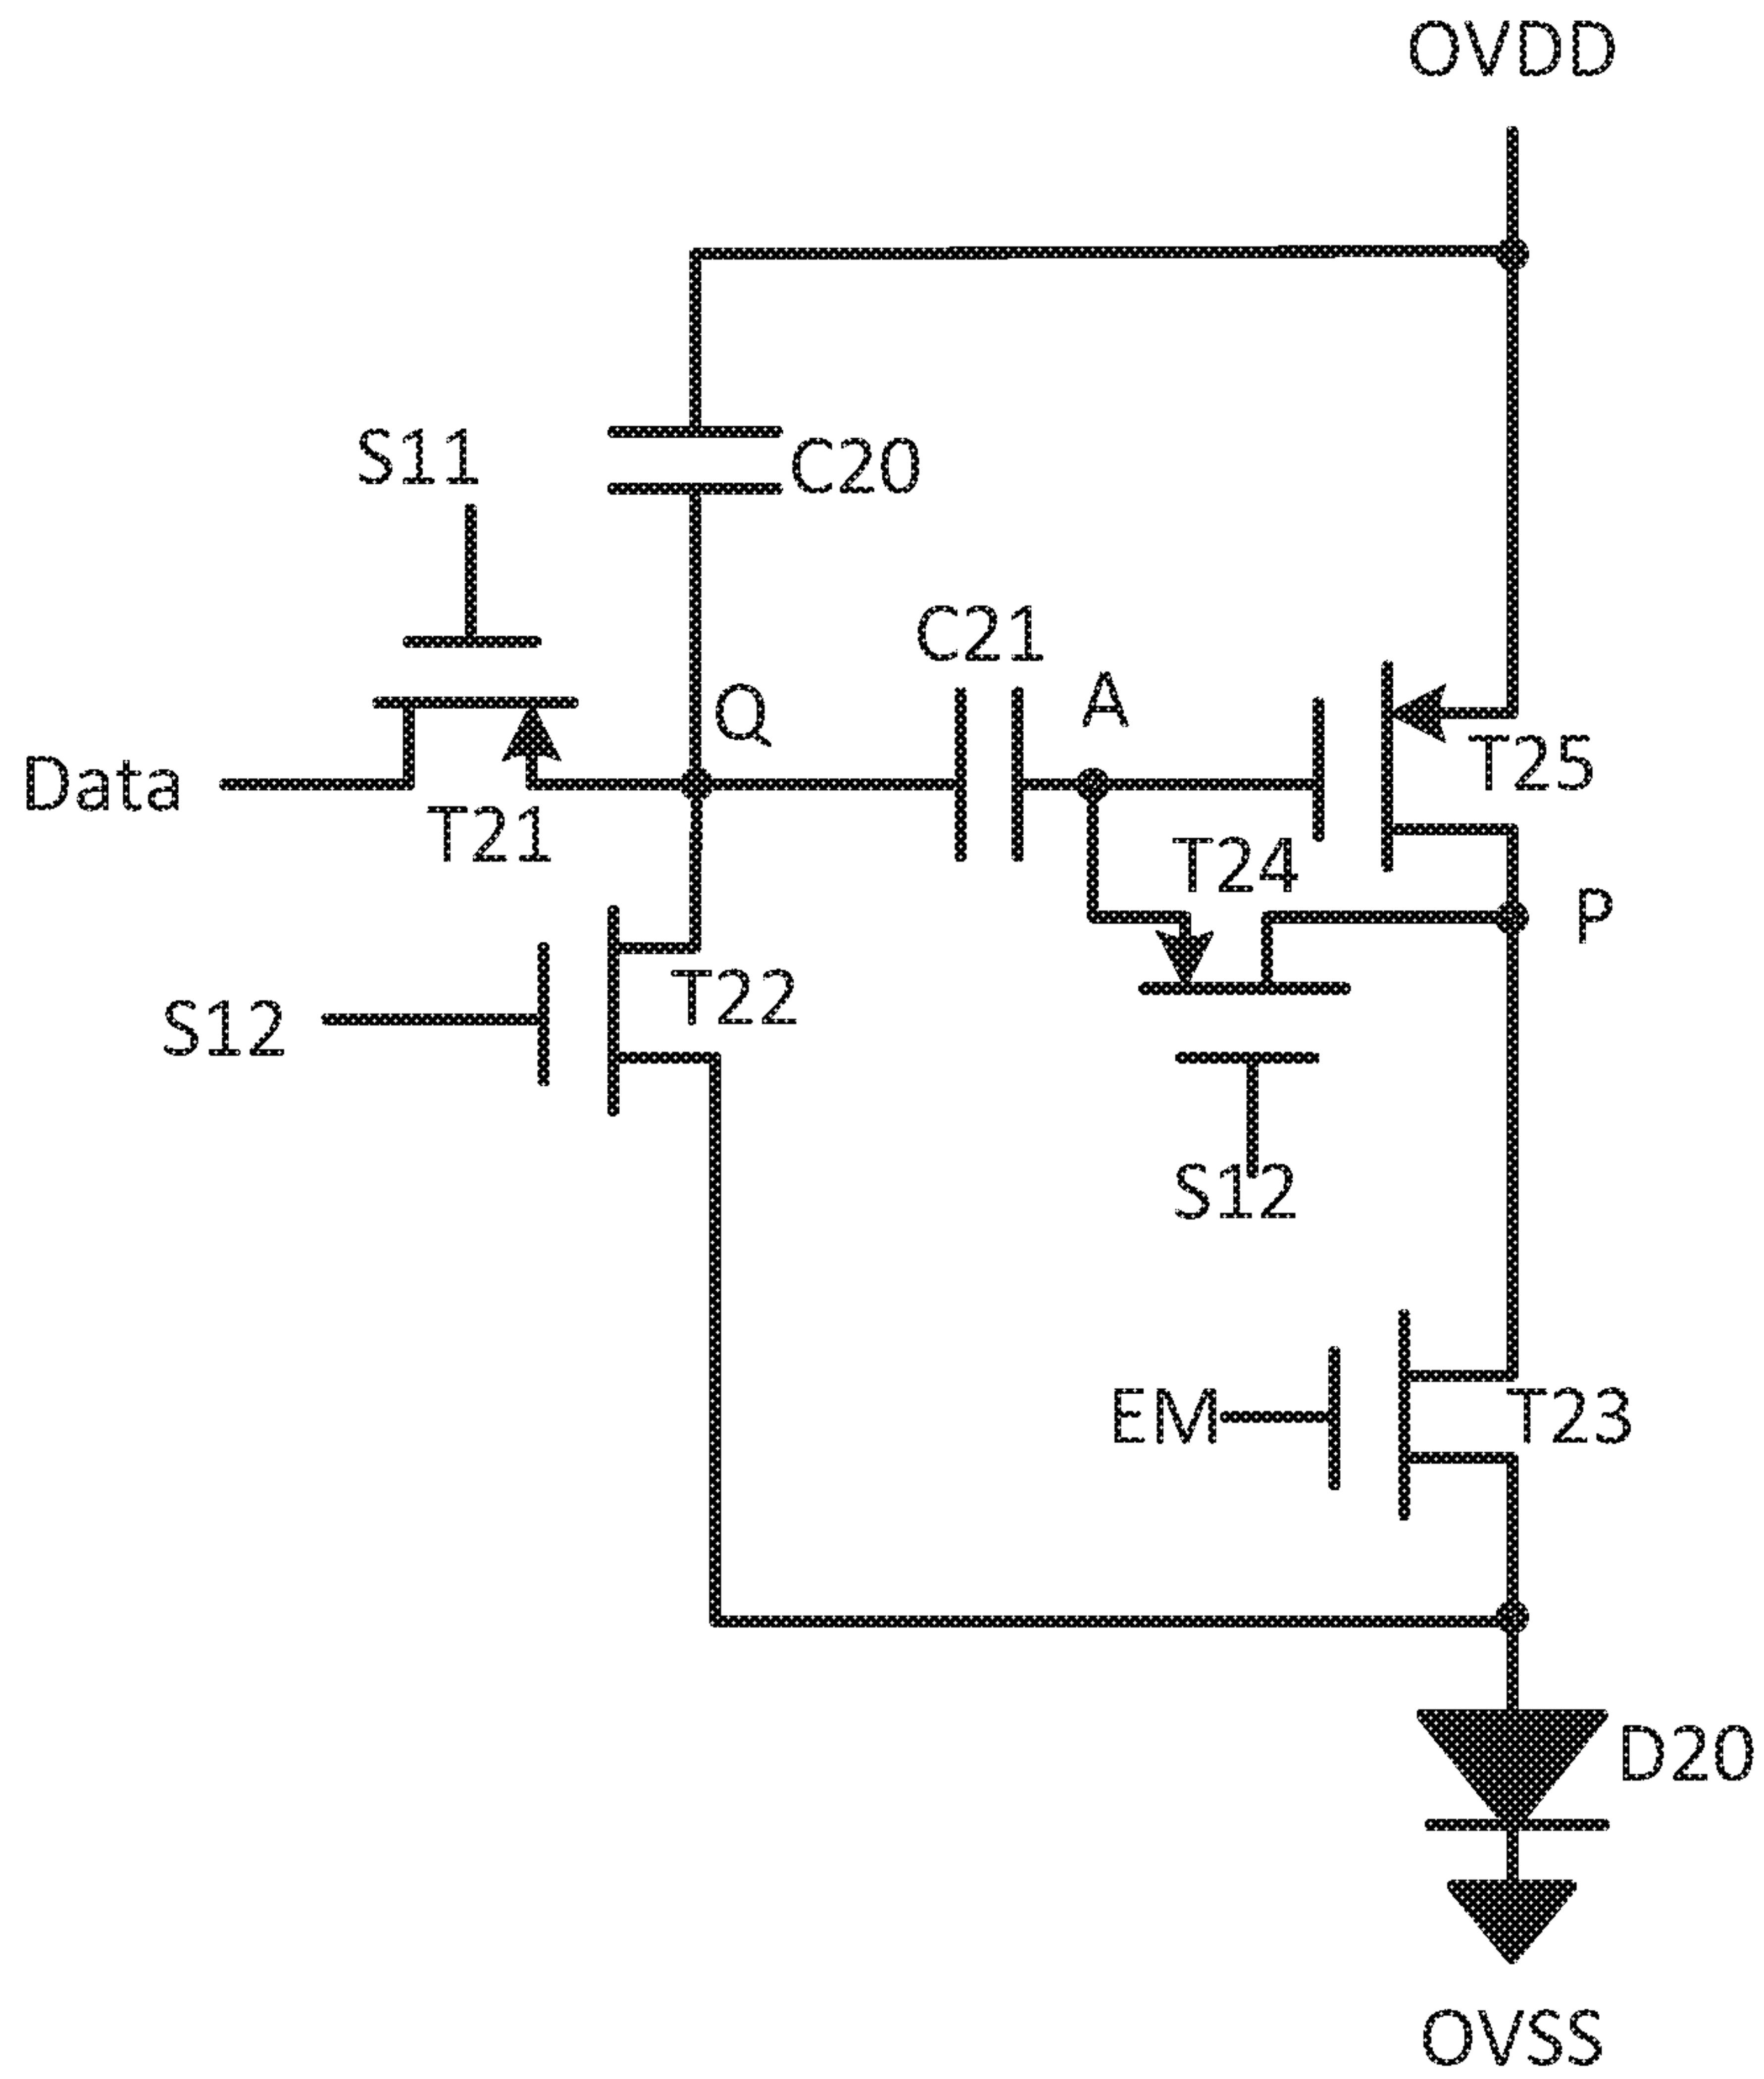 OVDD
S11
C20
C21
Q
A
T25
Data
T21
T24
P
T22
S12
S12
EM
T23
D20
OVSS